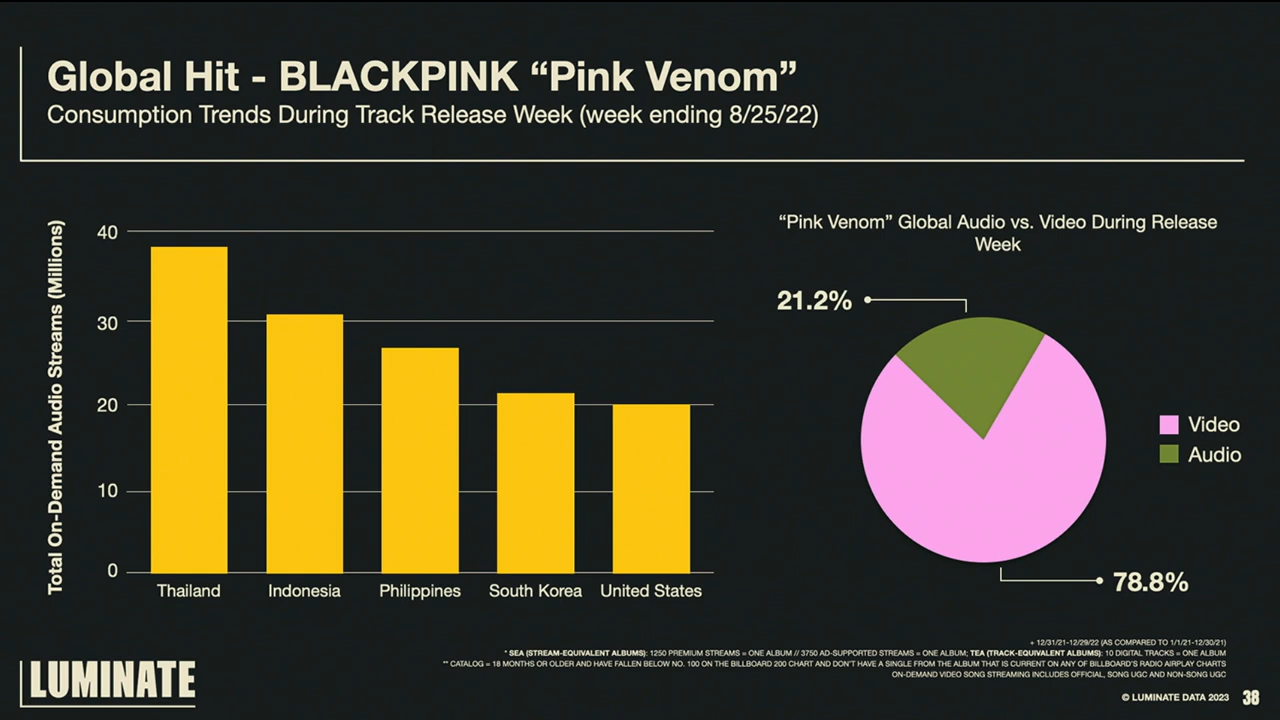 Global Hit - BLACKPINK “Pink Venom”
Consumption Trends During Track Release Week (week ending 8/25/22)
Total On-Demand Audio Streams (Millions)
40
30
20
10
0
Thailand
Indonesia
Philippines
South Korea
United States
“Pink Venom” Global Audio vs. Video During Release
Week
21.2%
Video
Audio
78.8%
+ 12/31/21-12/29/22 (AS COMPARED TO 1/1/21-12/30/21)
* SEA (STREAM-EQUIVALENT ALBUMS): 1250 PREMIUM STREAMS = ONE ALBUM // 3750 AD-SUPPORTED STREAMS = ONE ALBUM; TEA (TRACK-EQUIVALENT ALBUMS): 10 DIGITAL TRACKS = ONE ALBUM
** CATALOG = 18 MONTHS OR OLDER AND HAVE FALLEN BELOW NO. 100 ON THE BILLBOARD 200 CHART AND DON'T HAVE A SINGLE FROM THE ALBUM THAT IS CURRENT ON ANY OF BILLBOARD'S RADIO AIRPLAY CHARTS
ON-DEMAND VIDEO SONG STREAMING INCLUDES OFFICIAL, SONG UGC AND NON-SONG UGC
LUMINATE
© LUMINATE DATA 2023
38